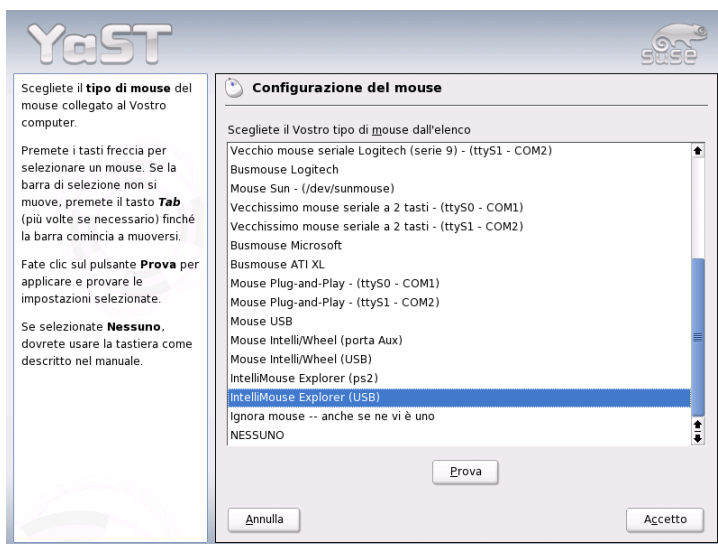 YaST
SUSE
Scegliete il tipo di mouse del
mouse collegato al Vostro
computer.
Premete i tasti freccia per
selezionare un mouse. Se la
barra di selezione non si
muove, premete il tasto Tab
(più volte se necessario) finché
la barra comincia a muoversi.
Fate clic sul pulsante Prova per
applicare e provare le
impostazioni selezionate.
Se selezionate Nessuno,
dovrete usare la tastiera come
descritto nel manuale.
Configurazione del mouse
Scegliete il Vostro tipo di mouse dall'elenco
Vecchio mouse seriale Logitech (serie 9) - (ttyS1 - COM2)
Busmouse Logitech
Mouse Sun - (/dev/sunmouse)
Vecchissimo mouse seriale a 2 tasti - (ttyS0 - COM1)
Vecchissimo mouse seriale a 2 tasti - (ttyS1 - COM2)
Busmouse Microsoft
Busmouse ATI XL
Mouse Plug-and-Play - (ttyS0 - COM1)
Mouse Plug-and-Play - (ttyS1 - COM2)
Mouse USB
Mouse Intelli/Wheel (porta Aux)
Mouse Intelli/Wheel (USB)
IntelliMouse Explorer (ps2)
IntelliMouse Explorer (USB)
Ignora mouse -- anche se ne vi è uno
NESSUNO
Prova
Annulla
Accetto